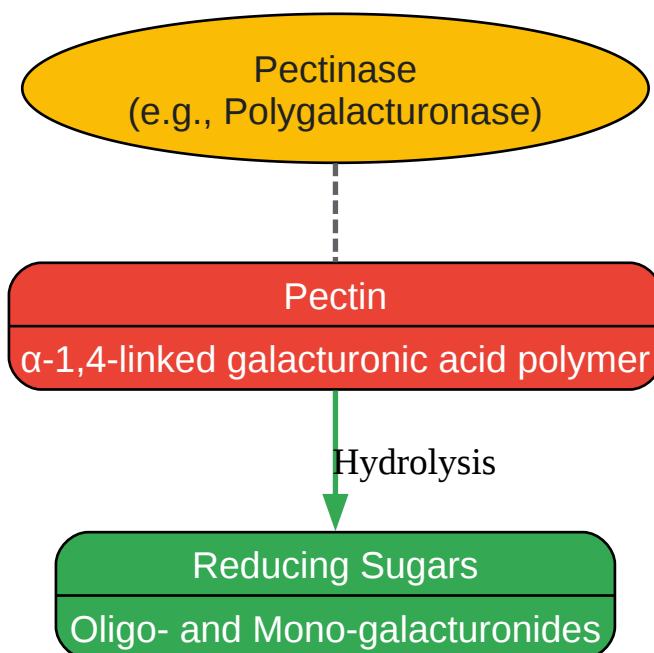 Pectinase
(e.g., Polygalacturonase)
Pectin
α-1,4-linked galacturonic acid polymer
Hydrolysis
Reducing Sugars
Oligo- and Mono-galacturonides